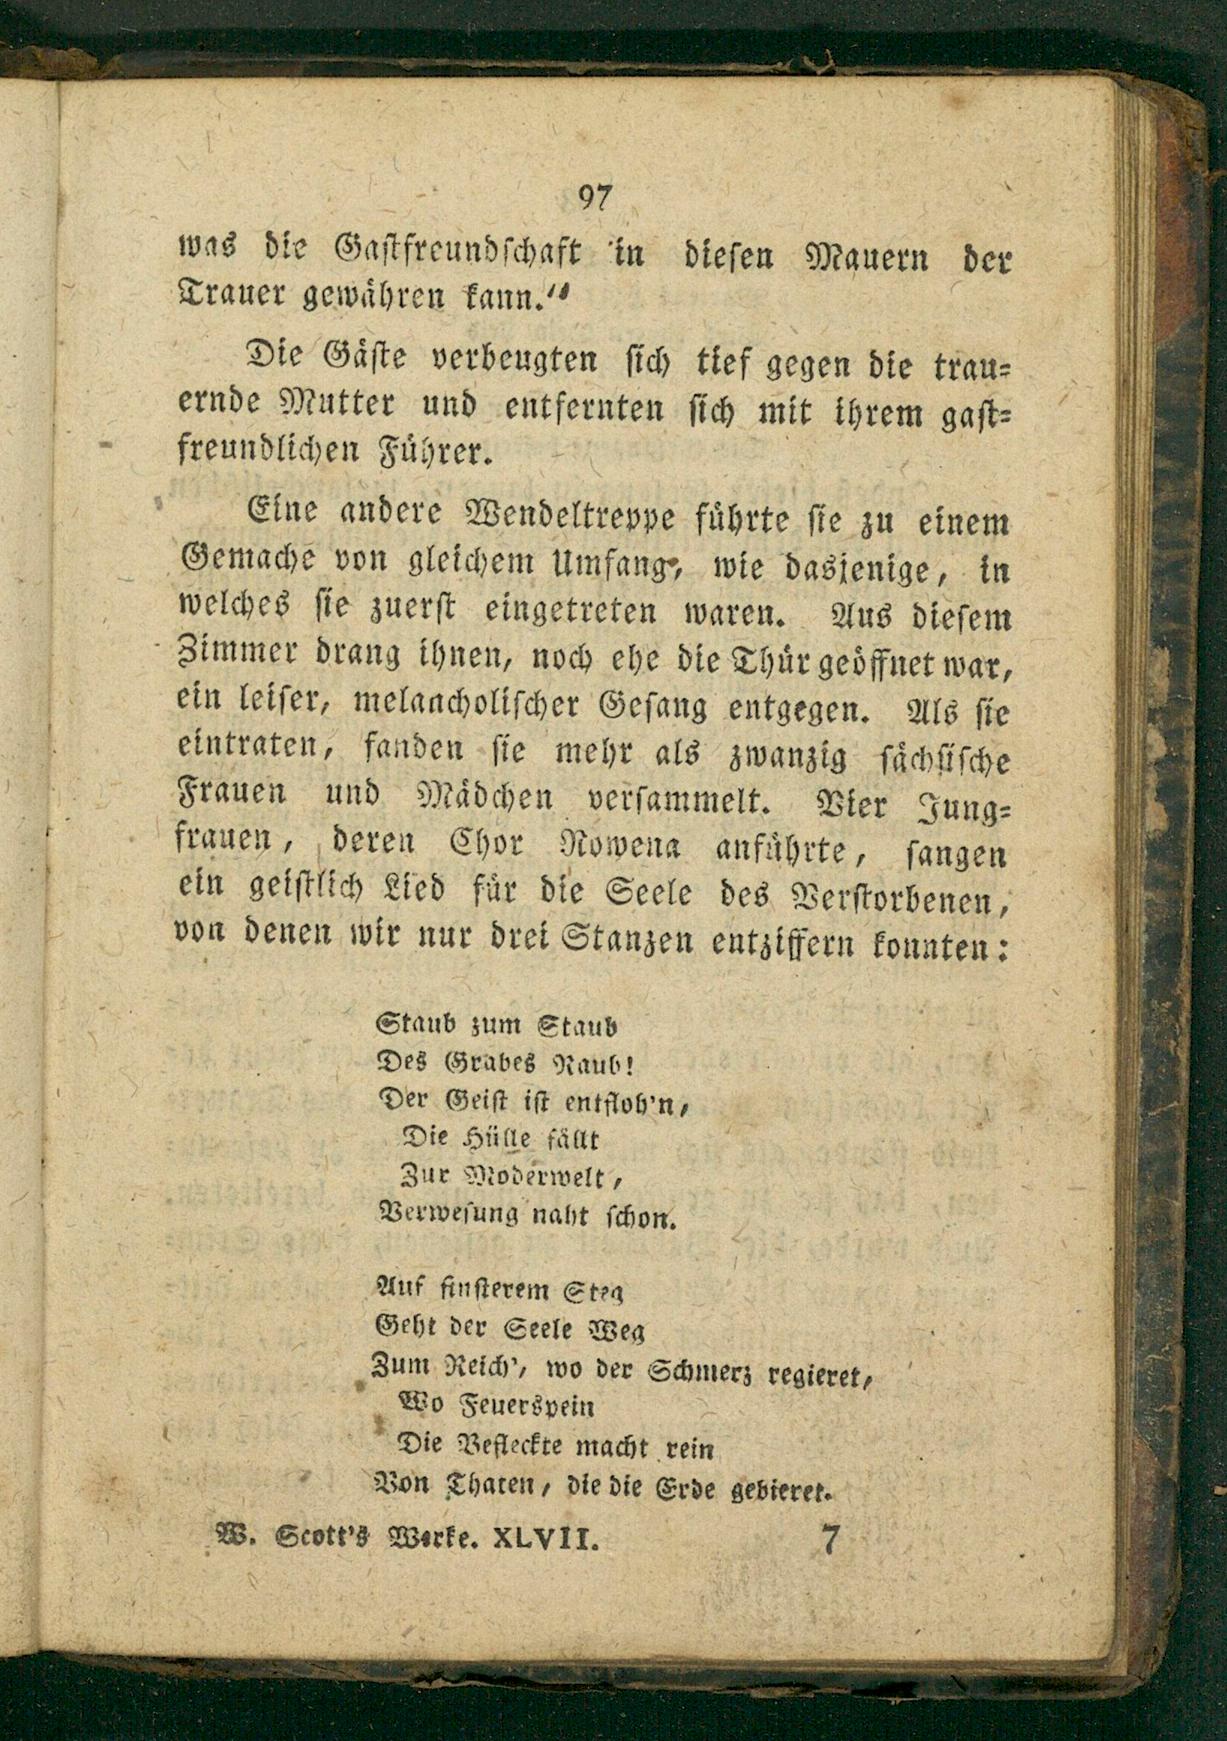 97
was die Gastfreundschaft in diesen Mauern der
Trauer gewähren kann."
Die Gäste verbeugten sich tief gegen die trau-
ernde Mutter und entfernten sich mit ihrem gast-
freundlichen Führer.
Eine andere Wendeltreppe führte sie zu einem
Gemache von gleichem Umfang, wie dasjenige, in
welches sie zuerst eingetreten waren. Aus diesem
Zimmer drang ihnen, noch ehe die Thür geöffnet war,
ein leiser, melancholischer Gesang entgegen. Als sie
eintraten, fanden sie mehr als zwanzig sächsische
Frauen und Mädchen versammelt. Vier Jung-
frauen, deren Chor Rowena anführte, sangen
ein geistlich Lied für die Seele des Verstorbenen,
von denen wir nur drei Stanzen entziffern konnten:
Staub zum Staub
Des Grabes Raub!
Der Geist ist entfloh'n,
Die Hülle fällt
Zur Moderwelt,
Verwesung naht schon.
Auf finsterem Steg
Geht der Seele Weg
Zum Reich', wo der Schmerz regieret,
Wo Feuerspein
Die Befleckte macht rein
Von Thaten, die die Erde gebieret.
W. Scott's Werke. XLVII. 7